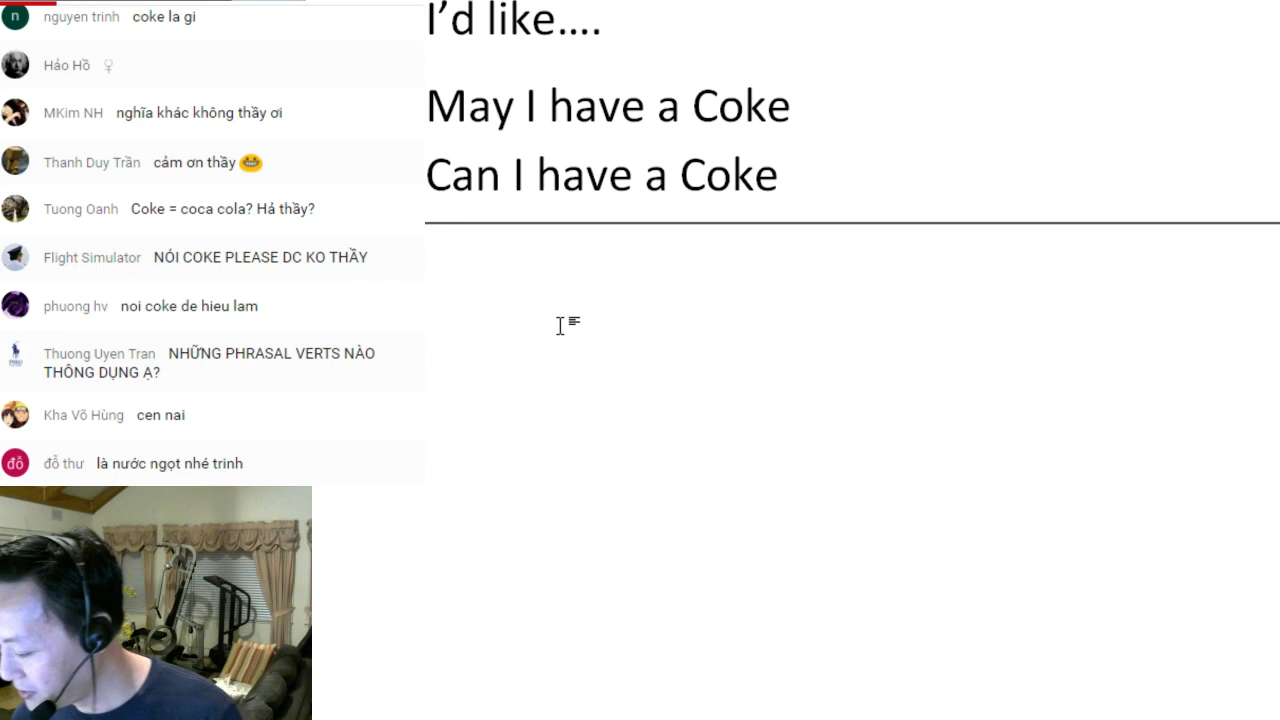 nguyen trinh coke la gi
Hảo Hồ ♀
MKim NH nghĩa khác không thầy ơi
Thanh Duy Trần cảm ơn thầy 😁
Tuong Oanh Coke = coca cola? Hả thầy?
Flight Simulator NÓI COKE PLEASE DC KO THẦY
phuong hv noi coke de hieu lam
Thuong Uyen Tran NHỮNG PHRASAL VERTS NÀO
THÔNG DỤNG Ạ?
Kha Võ Hùng cen nai
đỗ thư là nước ngọt nhé trinh
I’d like....
May I have a Coke
Can I have a Coke